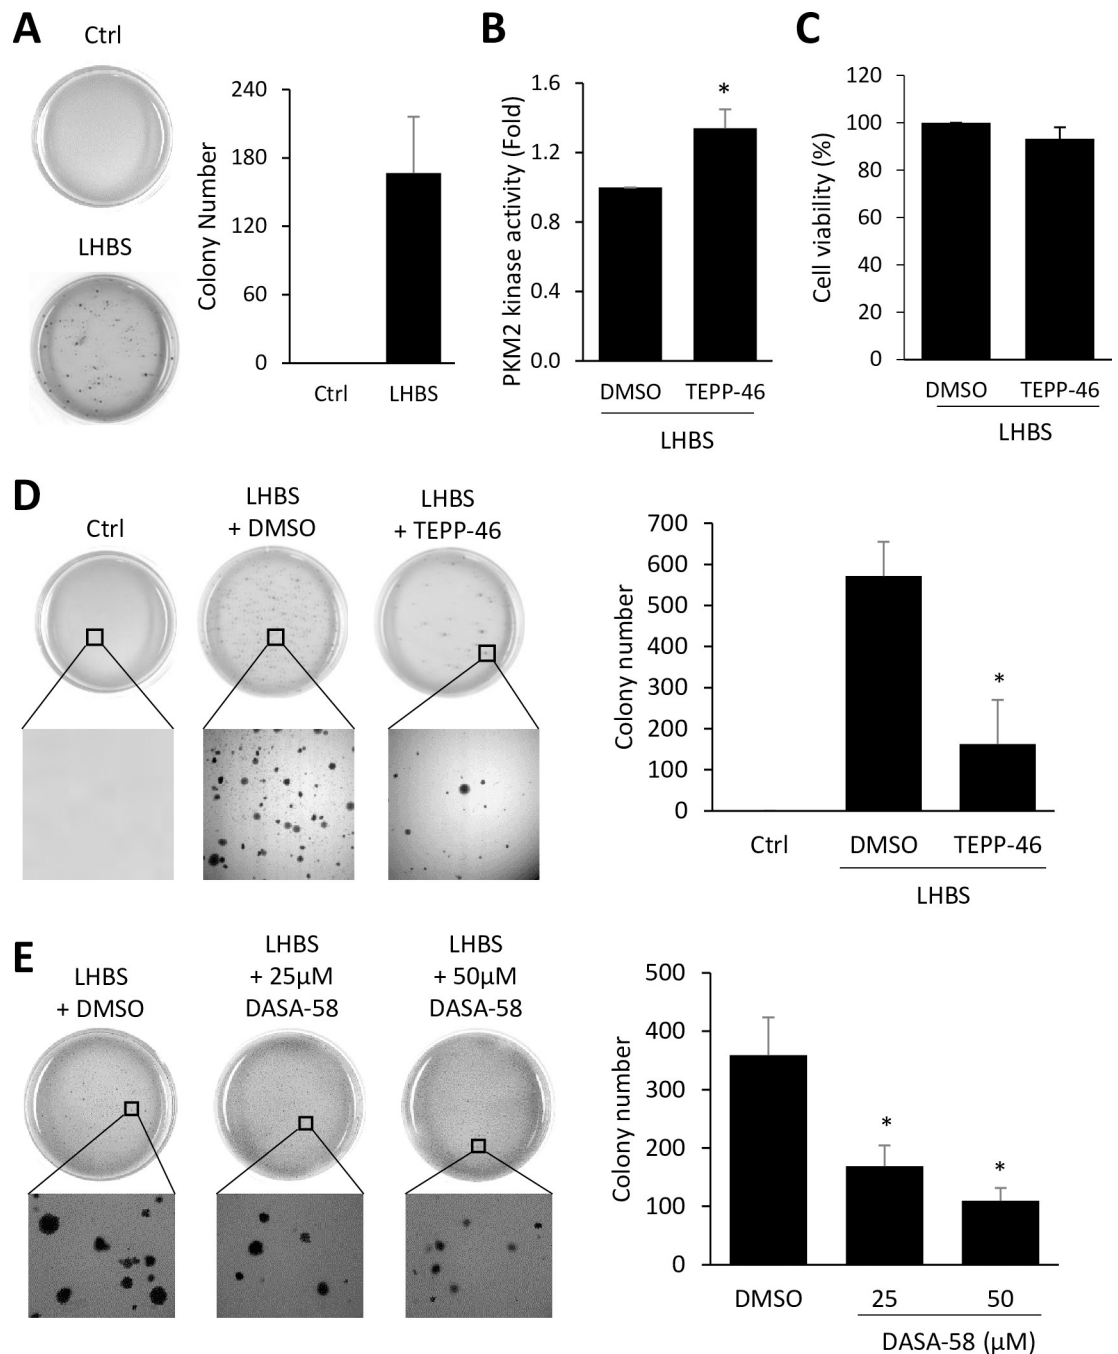 A
Ctrl
LHBS
Colony Number
240
180
120
60
0
Ctrl LHBS
B
PKM2 kinase activity (Fold)
1.6
1.2
0.8
0.4
0.0
*
DMSO TEPP-46
LHBS
C
Cell viability (%)
120
100
80
60
40
20
0
DMSO TEPP-46
LHBS
D
Ctrl
LHBS
+ DMSO
LHBS
+ TEPP-46
Colony number
700
600
500
400
300
200
100
0
*
Ctrl DMSO TEPP-46
LHBS
E
LHBS
+ DMSO
LHBS
+ 25μM
DASA-58
LHBS
+ 50μM
DASA-58
Colony number
500
400
300
200
100
0
*
*
DMSO 25 50
DASA-58 (μM)